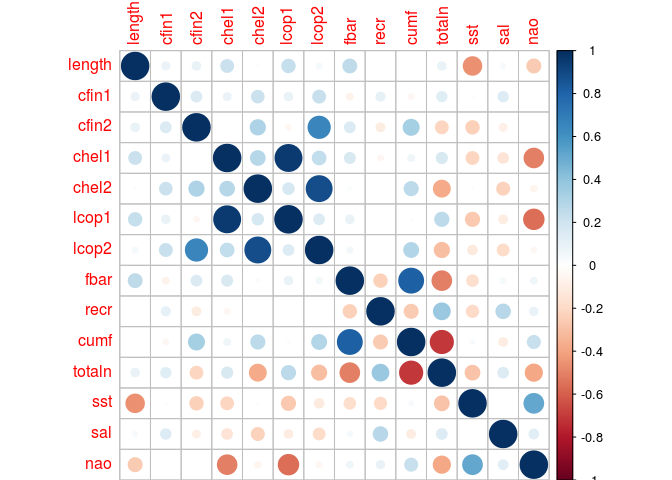 length cfin1 cfin2 chel1 chel2 lcop1 lcop2 fbar recr cumf totaln sst sal nao
length
cfin1
cfin2
chel1
chel2
lcop1
lcop2
fbar
recr
cumf
totaln
sst
sal
nao
1
0.8
0.6
0.4
0.2
0
-0.2
-0.4
-0.6
-0.8
-1